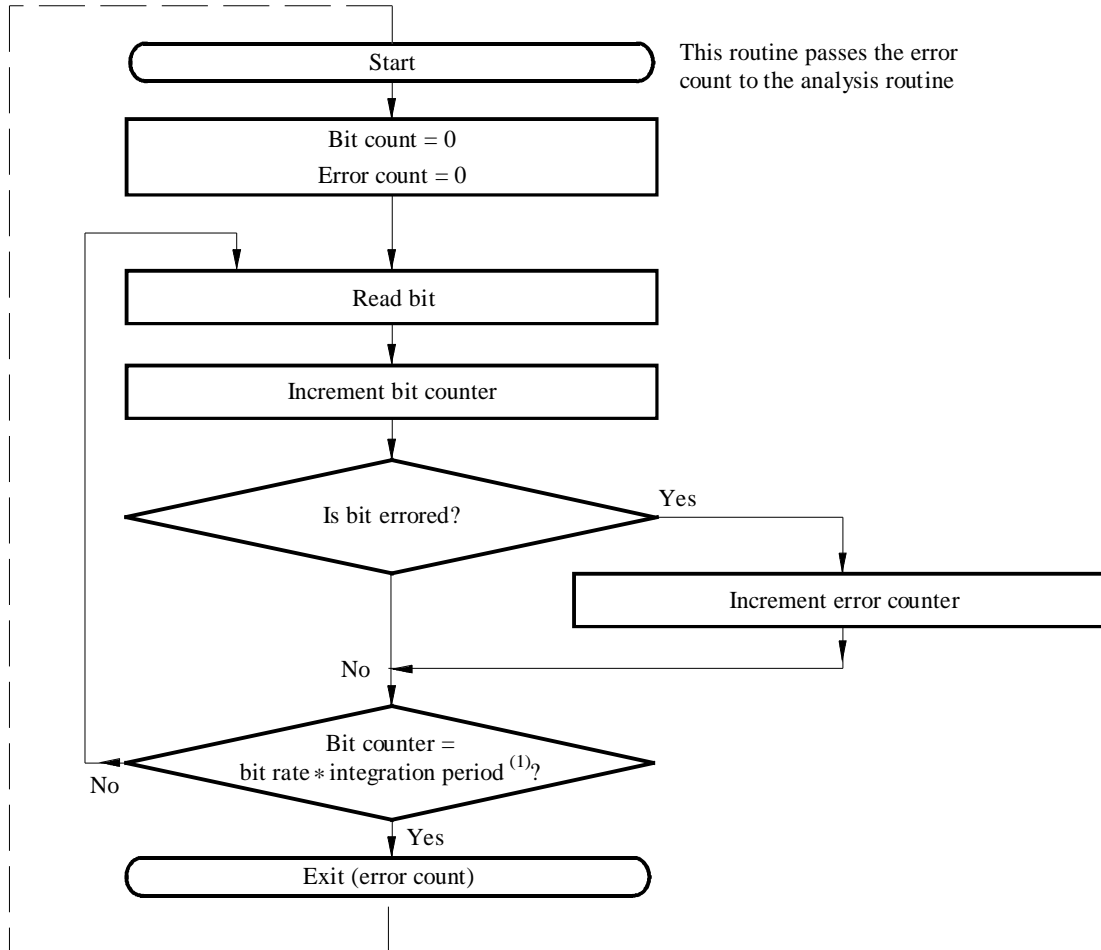 Start
This routine passes the error
count to the analysis routine
Bit count = 0
Error count = 0
Read bit
Increment bit counter
Is bit errored?
Yes
Increment error counter
No
Bit counter =
bit rate * integration period (1)?
No
Yes
Exit (error count)